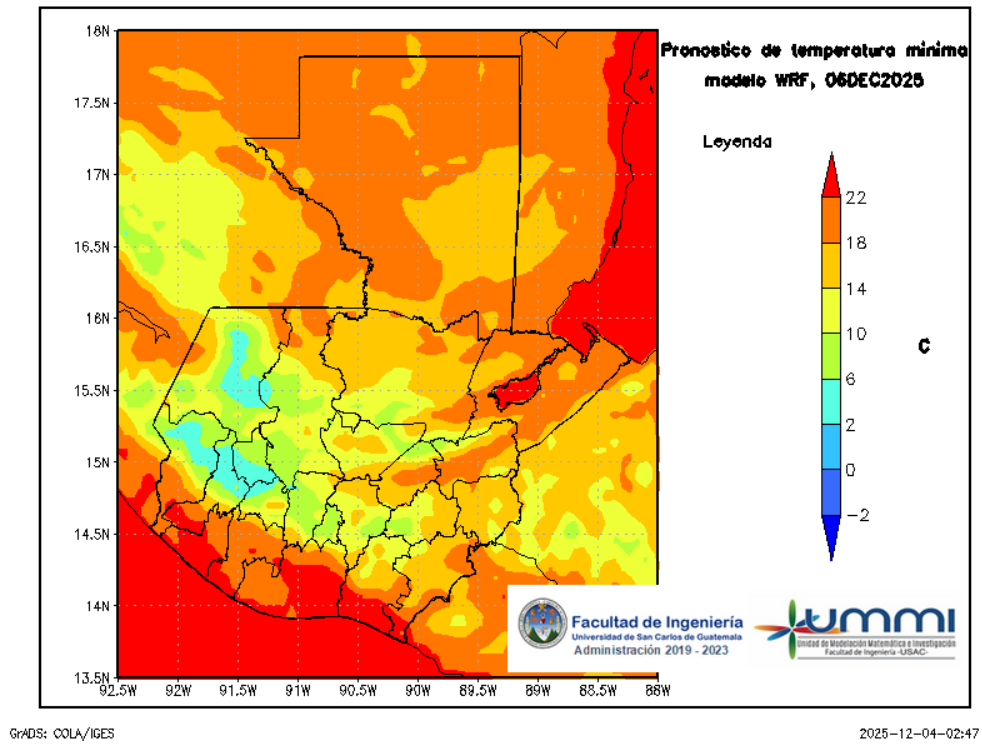 18N
17.5N
17N
16.5N
16N
15.5N
15N
14.5N
14N
13.5N
92.5W
92W
91.5W
91W
90.5W
90W
89.5W
89W
88.5W
88W
Pronostico de temperatura minima
modelo WRF, 06DEC2025
Leyenda
22
18
14
10
6
2
0
−2
C
Facultad de Ingeniería
Universidad de San Carlos de Guatemala
Administración 2019 - 2023
ummi
Unidad de Modelación Matemática e Investigación
Facultad de Ingeniería -USAC-
GrADS: COLA/IGES
2025-12-04-02:47